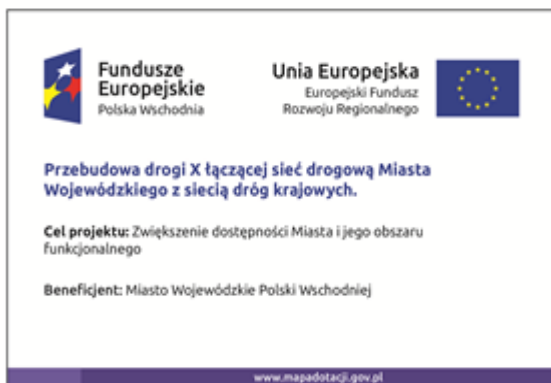 Fundusze
Europejskie
Polska Wschodnia
Unia Europejska
Europejski Fundusz
Rozwoju Regionalnego
Przebudowa drogi X łączącej sieć drogową Miasta
Wojewódzkiego z siecią dróg krajowych.
Cel projektu: Zwiększenie dostępności Miasta i jego obszaru
funkcjonalnego
Beneficjent: Miasto Wojewódzkie Polski Wschodniej
www.mapadotacji.gov.pl